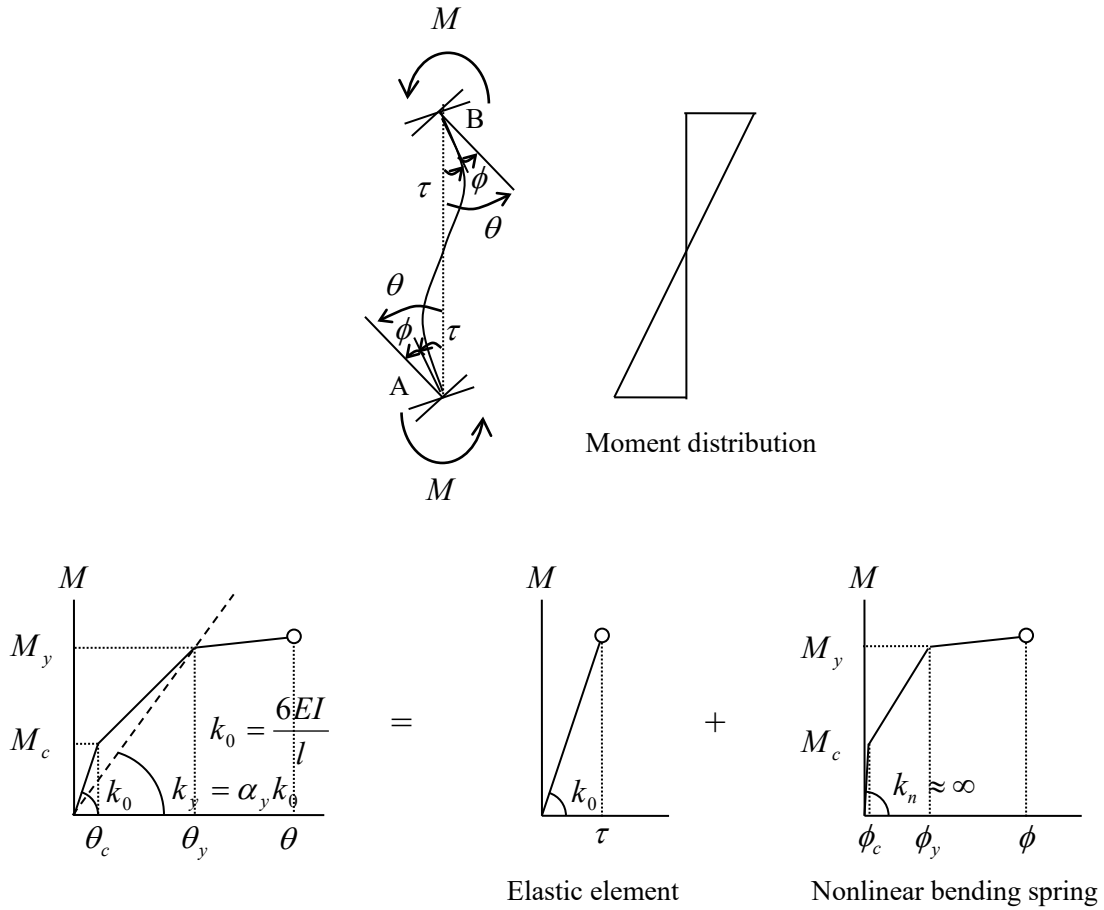 M
B
τ
ϕ
θ
θ
ϕ
τ
A
M
Moment distribution
M
M_y
M_c
k_0 = 6EI / l
k_0
k_y = α_y k_0
θ_c
θ_y
θ
=
M
k_0
τ
Elastic element
+
M
M_y
M_c
k_n ≈ ∞
ϕ_c
ϕ_y
ϕ
Nonlinear bending spring